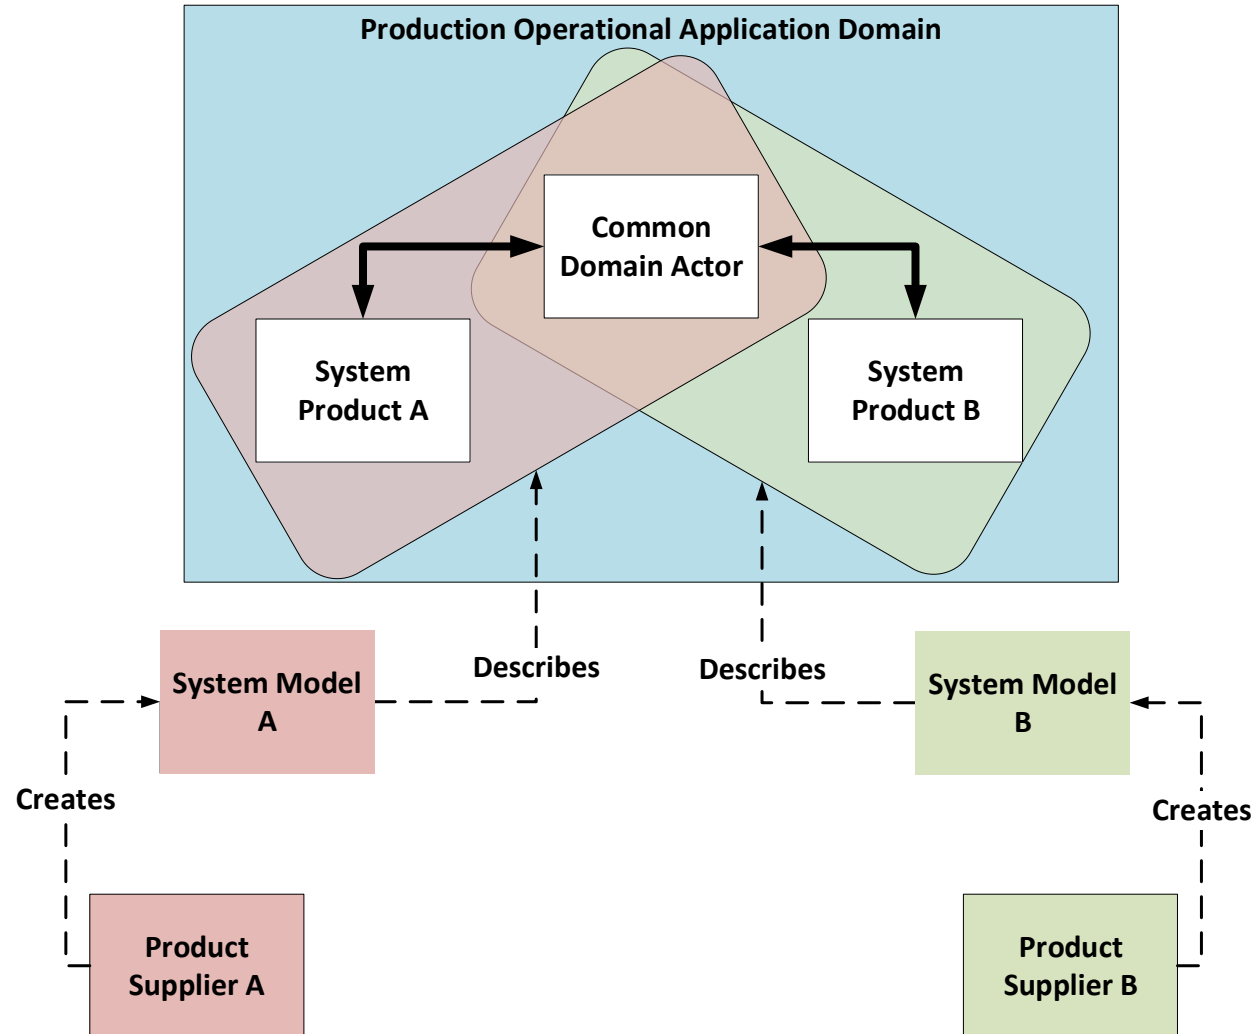 Production Operational Application Domain
Common
Domain Actor
System
Product A
System
Product B
Describes
Describes
System Model
A
System Model
B
Creates
Creates
Product
Supplier A
Product
Supplier B